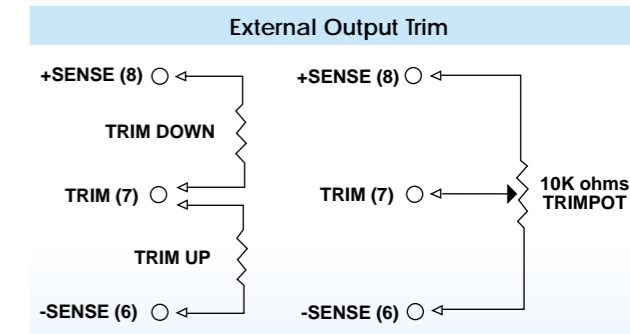 External Output Trim
+SENSE (8)
TRIM DOWN
TRIM (7)
TRIM UP
-SENSE (6)
+SENSE (8)
TRIM (7)
10K ohms
TRIMPOT
-SENSE (6)